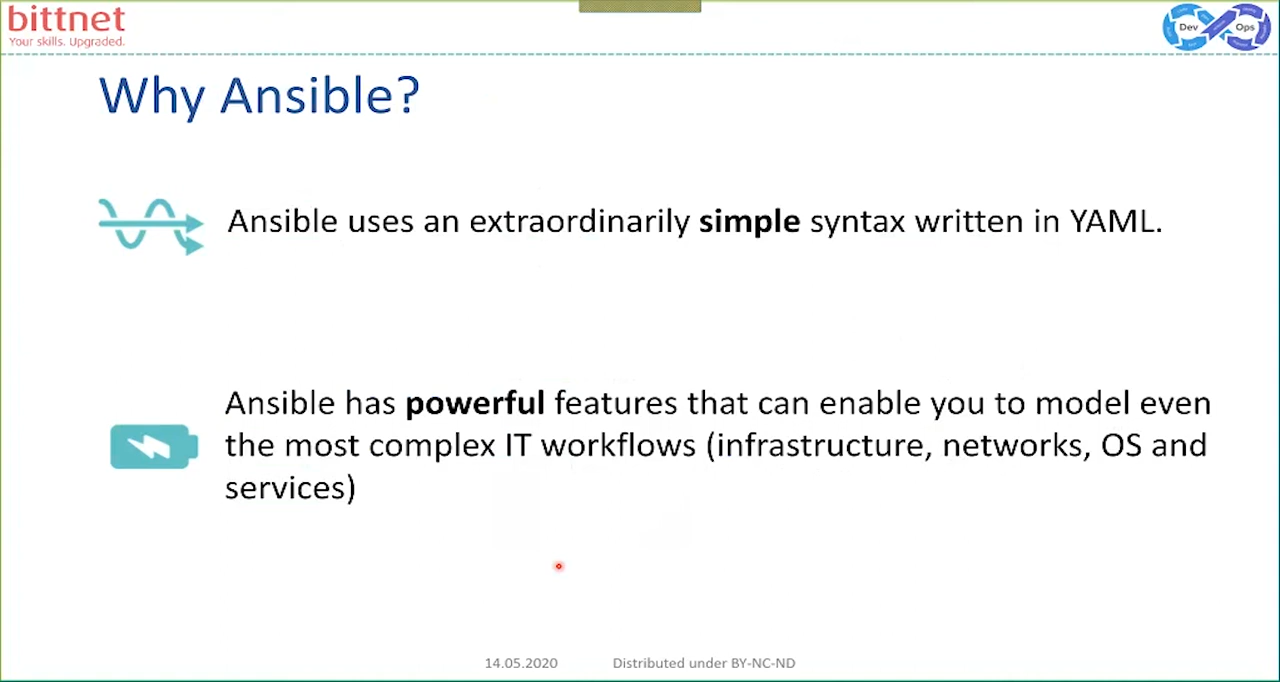 bittnet
Your skills. Upgraded.
Dev Ops
Why Ansible?
Ansible uses an extraordinarily simple syntax written in YAML.
Ansible has powerful features that can enable you to model even
the most complex IT workflows (infrastructure, networks, OS and
services)
14.05.2020 Distributed under BY-NC-ND